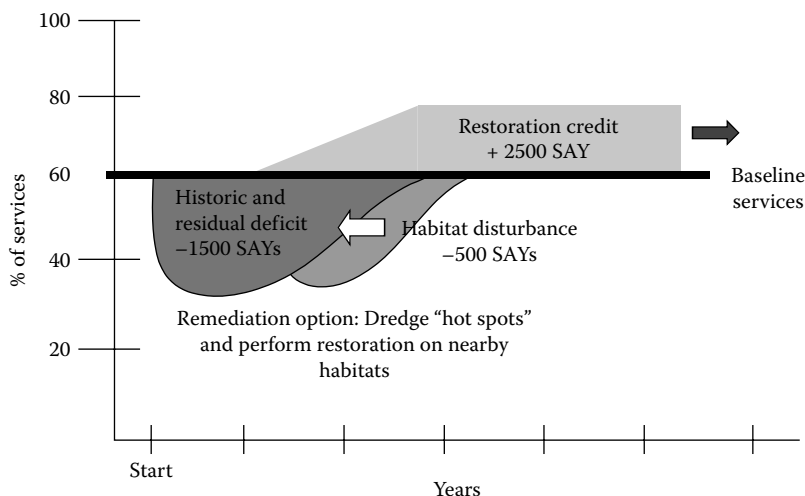 100
80
60
40
20
% of services
Restoration credit
+ 2500 SAY
Baseline
services
Historic and
residual deficit
–1500 SAYs
Habitat disturbance
–500 SAYs
Remediation option: Dredge “hot spots”
and perform restoration on nearby
habitats
Start
Years